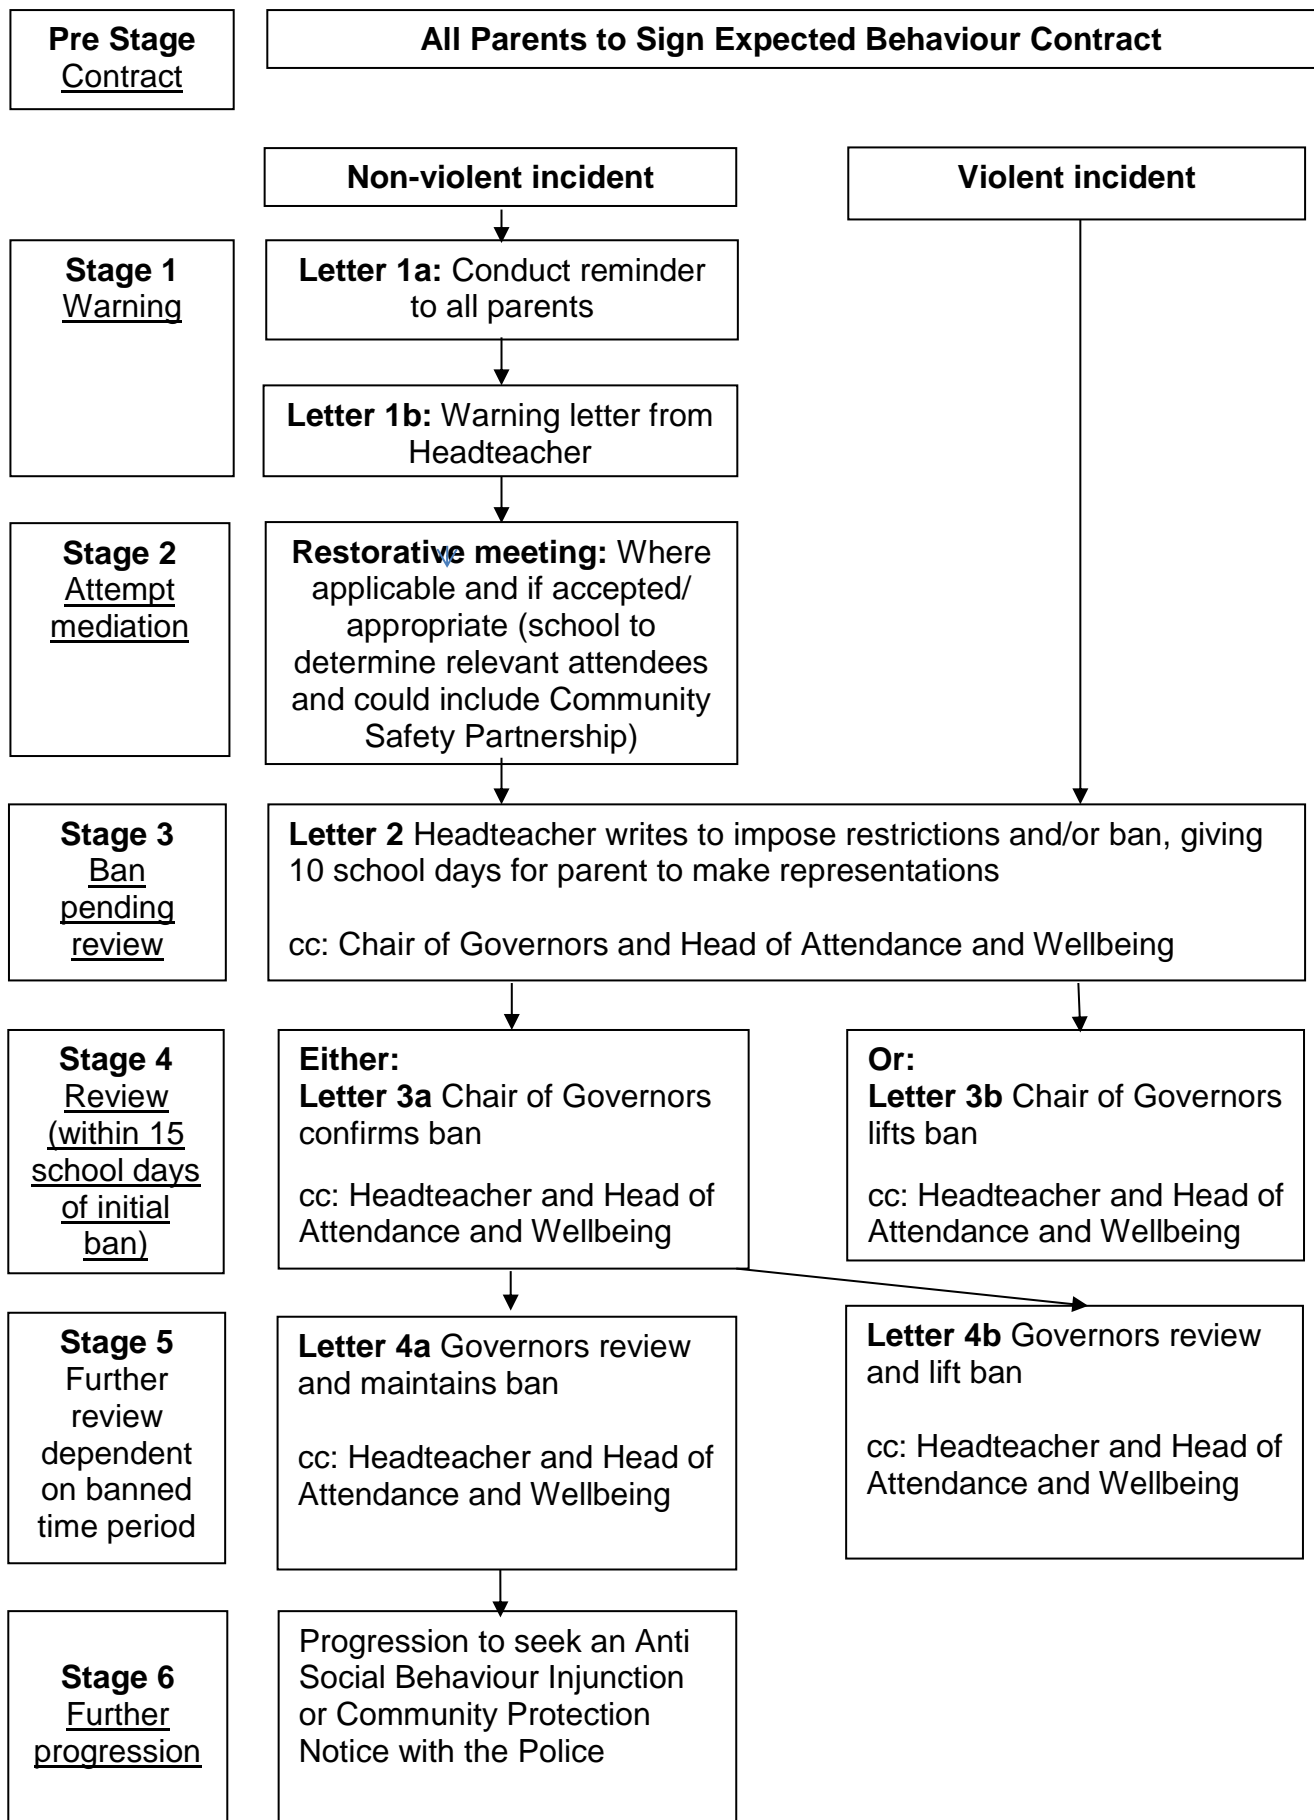 Pre Stage
Contract
All Parents to Sign Expected Behaviour Contract
Non-violent incident
Violent incident
Stage 1
Warning
Letter 1a: Conduct reminder
to all parents
Letter 1b: Warning letter from
Headteacher
Stage 2
Attempt
mediation
Restorative meeting: Where
applicable and if accepted/
appropriate (school to
determine relevant attendees
and could include Community
Safety Partnership)
Stage 3
Ban
pending
review
Letter 2 Headteacher writes to impose restrictions and/or ban, giving
10 school days for parent to make representations
cc: Chair of Governors and Head of Attendance and Wellbeing
Stage 4
Review
(within 15
school days
of initial
ban)
Either:
Letter 3a Chair of Governors
confirms ban
cc: Headteacher and Head of
Attendance and Wellbeing
Or:
Letter 3b Chair of Governors
lifts ban
cc: Headteacher and Head of
Attendance and Wellbeing
Stage 5
Further
review
dependent
on banned
time period
Letter 4a Governors review
and maintains ban
cc: Headteacher and Head of
Attendance and Wellbeing
Letter 4b Governors review
and lift ban
cc: Headteacher and Head of
Attendance and Wellbeing
Stage 6
Further
progression
Progression to seek an Anti
Social Behaviour Injunction
or Community Protection
Notice with the Police